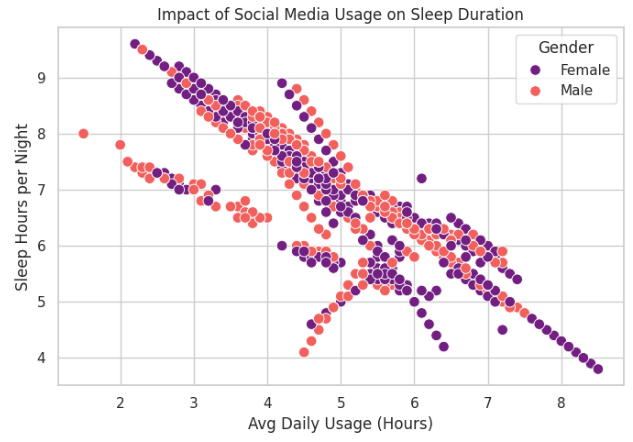 Impact of Social Media Usage on Sleep Duration
Gender
Female
Male
Sleep Hours per Night
9
8
7
6
5
4
2 3 4 5 6 7 8
Avg Daily Usage (Hours)